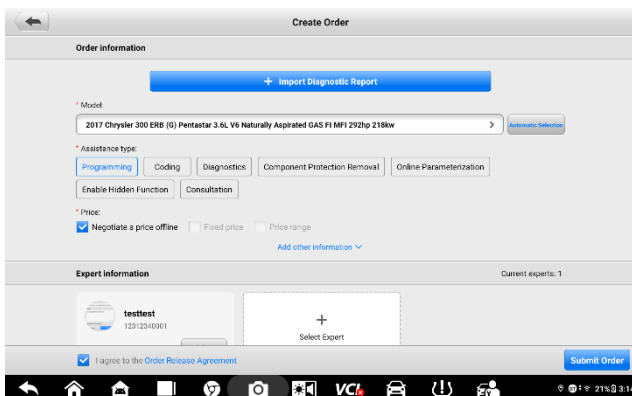 Create Order
Order information
+ Import Diagnostic Report
* Model:
2017 Chrysler 300 ERB (G) Pentastar 3.6L V6 Naturally Aspirated GAS FI MFI 292hp 218kw
Automatic Selection
* Assistance type:
Programming Coding Diagnostics Component Protection Removal Online Parameterization
Enable Hidden Function Consultation
* Price:
Negotiate a price offline Fixed price Price range
Add other information
Expert information Current experts: 1
testtest
12312340001
+
Select Expert
I agree to the Order Release Agreement Submit Order
VCI 21% 3:14